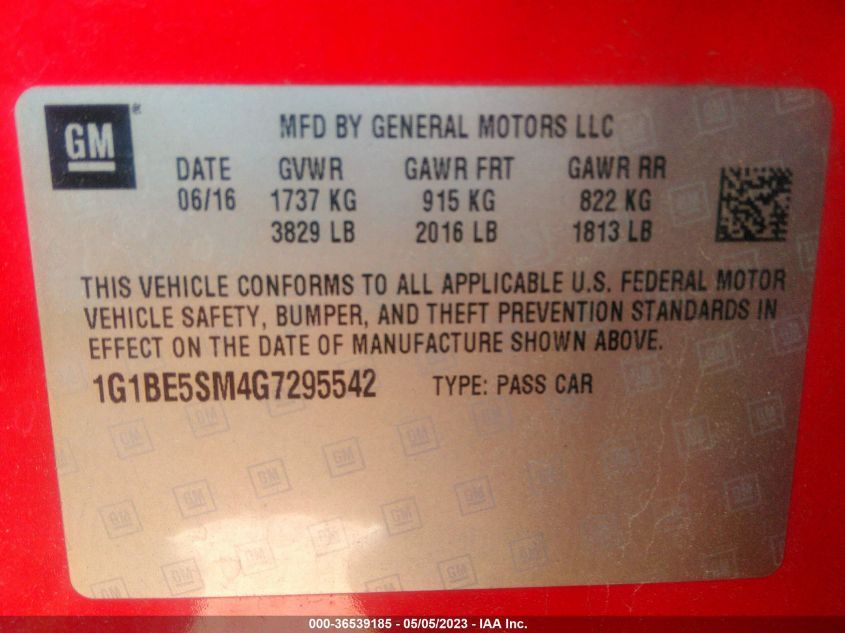 GM
MFD BY GENERAL MOTORS LLC
DATE GVWR GAWR FRT GAWR RR
06/16 1737 KG 915 KG 822 KG
3829 LB 2016 LB 1813 LB
THIS VEHICLE CONFORMS TO ALL APPLICABLE U.S. FEDERAL MOTOR
VEHICLE SAFETY, BUMPER, AND THEFT PREVENTION STANDARDS IN
EFFECT ON THE DATE OF MANUFACTURE SHOWN ABOVE.
1G1BE5SM4G7295542 TYPE: PASS CAR
000-36539185 - 05/05/2023 - IAA Inc.